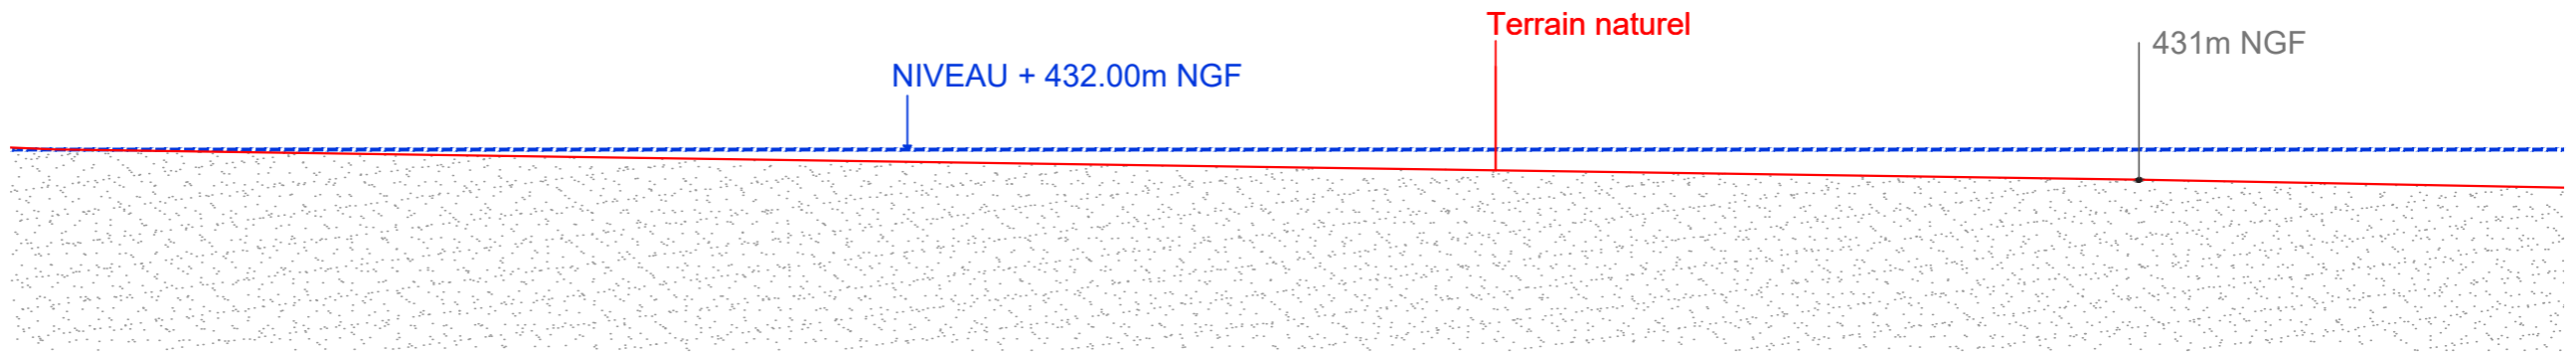 Terrain naturel
431m NGF
NIVEAU + 432.00m NGF